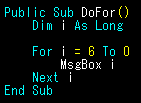 Public Sub DoFor()
    Dim i As Long
    For i = 6 To 0
        MsgBox i
    Next i
End Sub